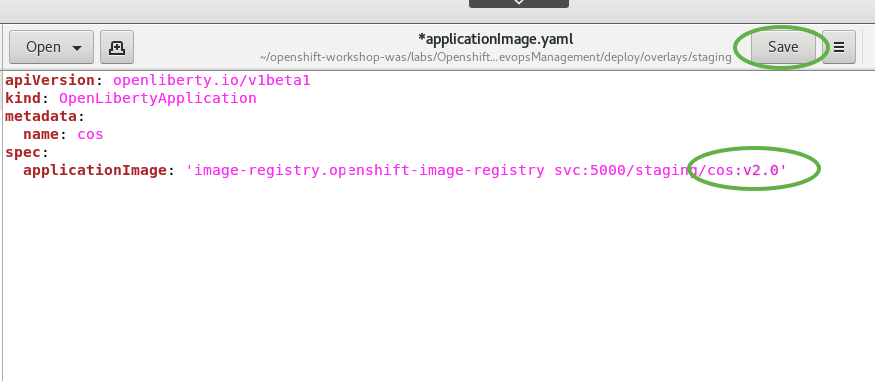 *applicationImage.yaml
Open
Save
~/openshift-workshop-was/labs/Openshift...evopsManagement/deploy/overlays/staging
apiVersion: openliberty.io/v1beta1
kind: OpenLibertyApplication
metadata:
  name: cos
spec:
  applicationImage: 'image-registry.openshift-image-registry svc:5000/staging/cos:v2.0'